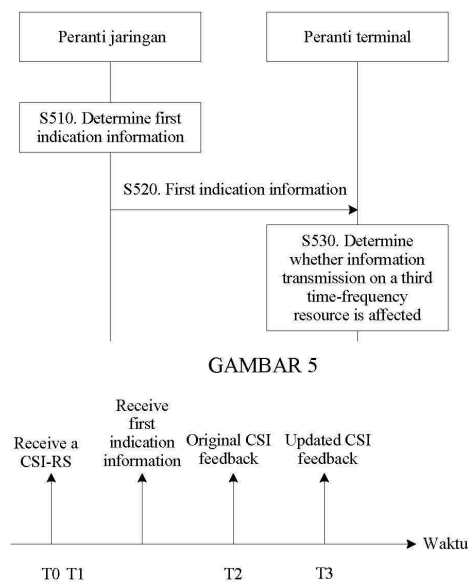 Peranti jaringan
Peranti terminal
S510. Determine first
indication information
S520. First indication information
S530. Determine
whether information
transmission on a third
time-frequency
resource is affected
GAMBAR 5
Receive a
CSI-RS
Receive
first
indication
information
Original CSI
feedback
Updated CSI
feedback
Waktu
T0 T1
T2
T3